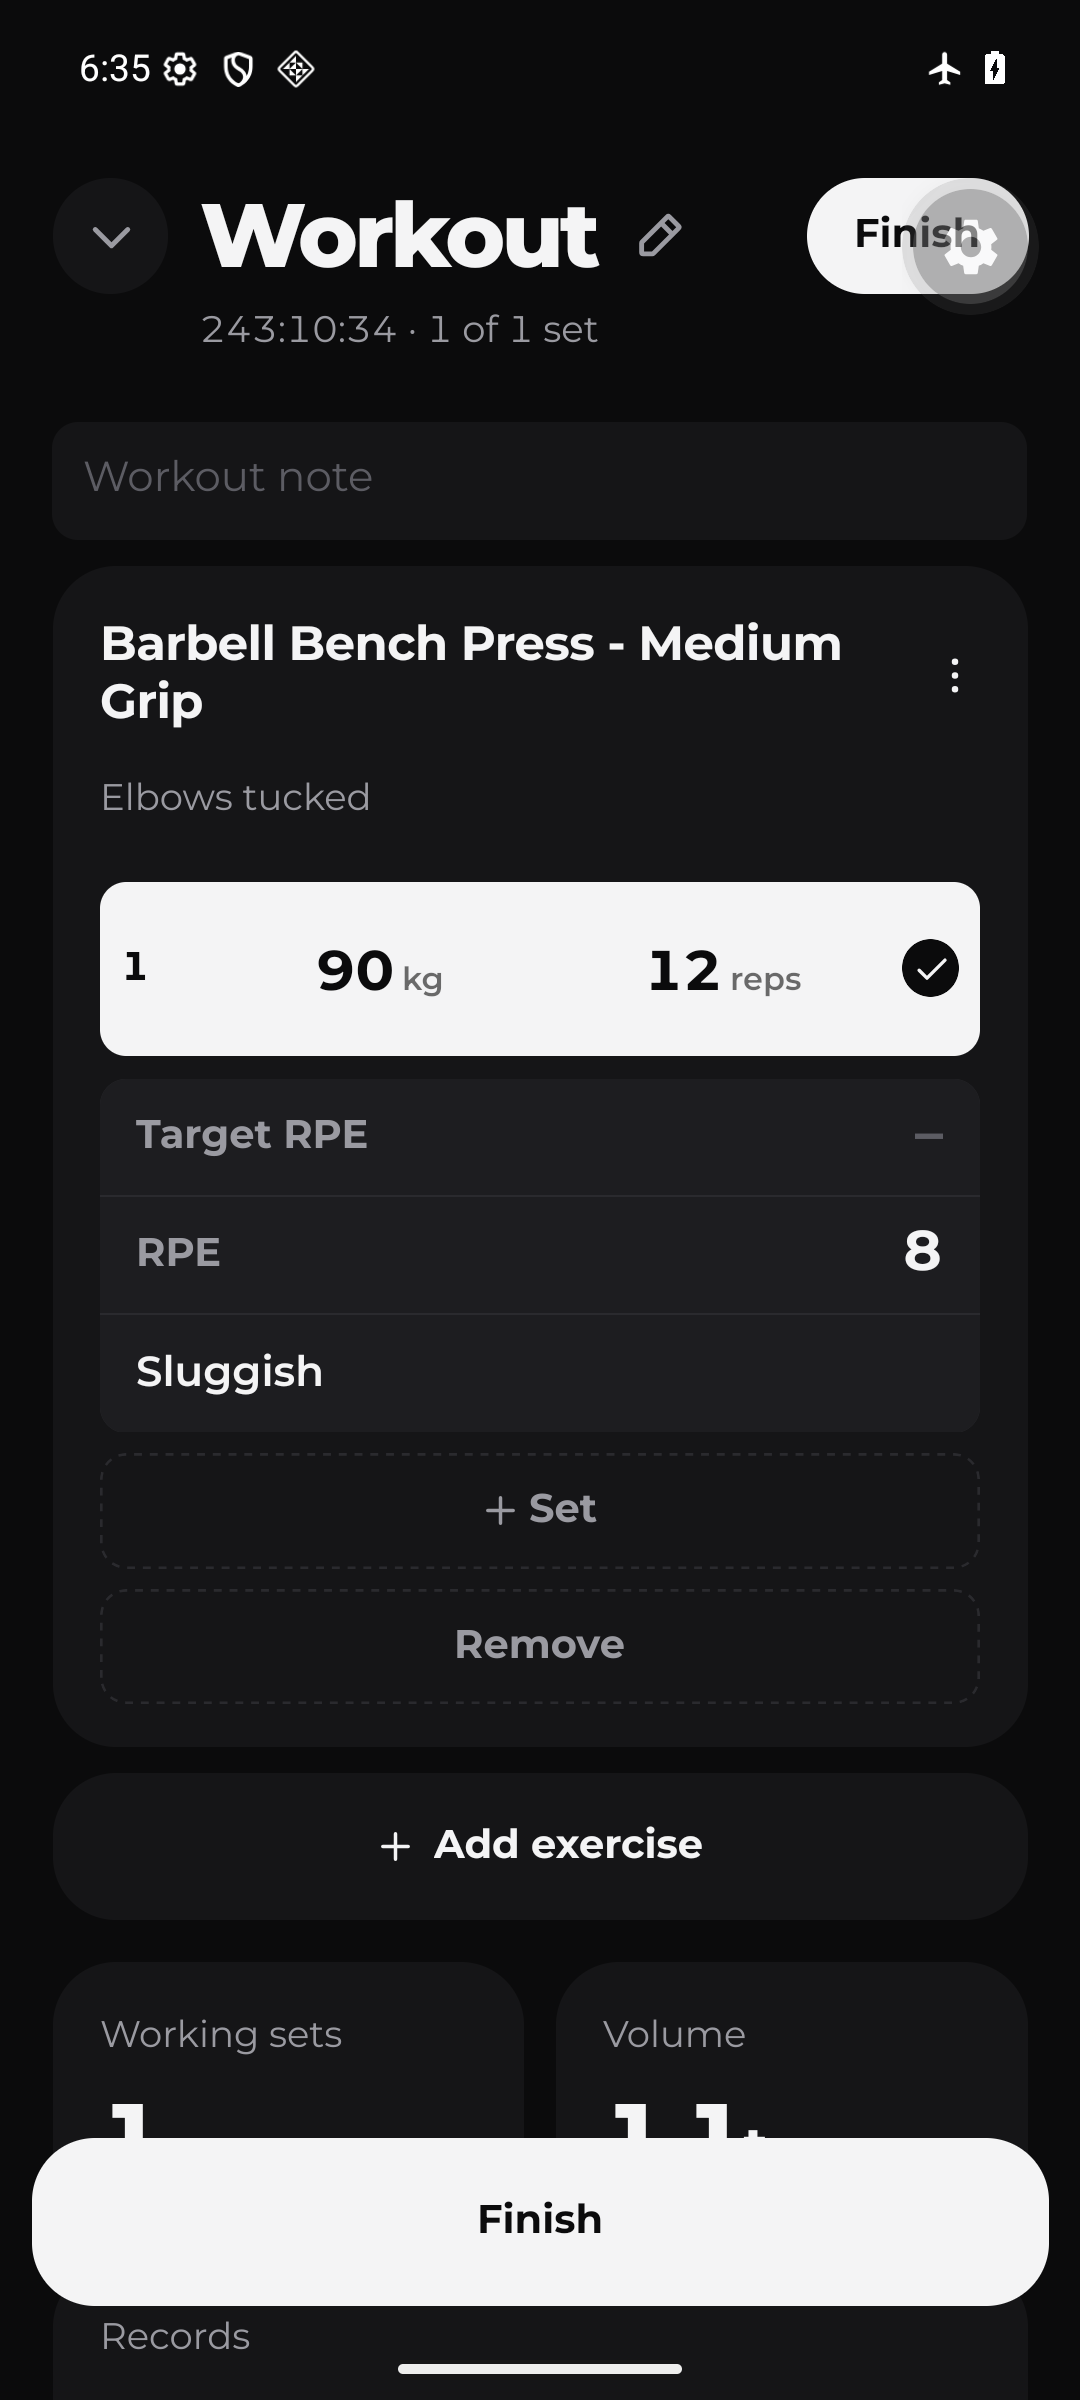 6:35
Workout
Finish
243:10:34 · 1 of 1 set
Workout note
Barbell Bench Press - Medium
Grip
Elbows tucked
1 90 kg 12 reps
Target RPE –
RPE 8
Sluggish
+ Set
Remove
+ Add exercise
Working sets Volume
Finish
Records